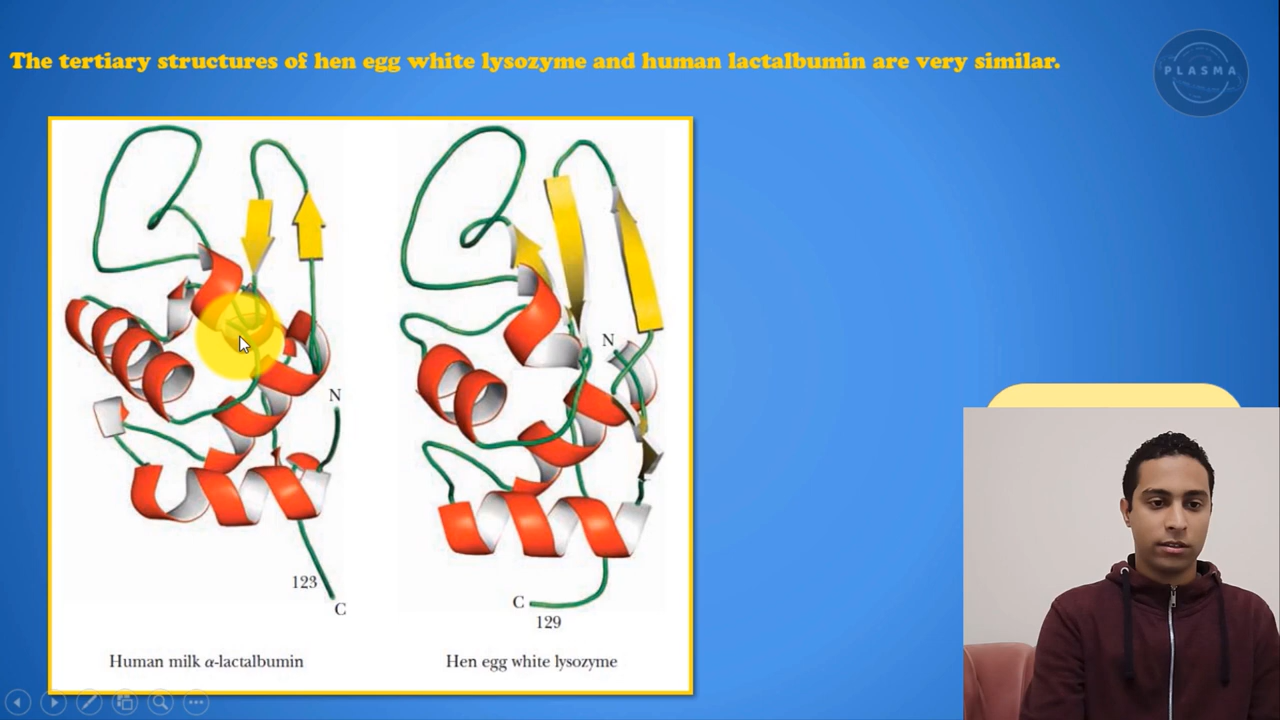 The tertiary structures of hen egg white lysozyme and human lactalbumin are very similar.
PLASMA
N
N
123
C
C
129
Human milk α-lactalbumin
Hen egg white lysozyme